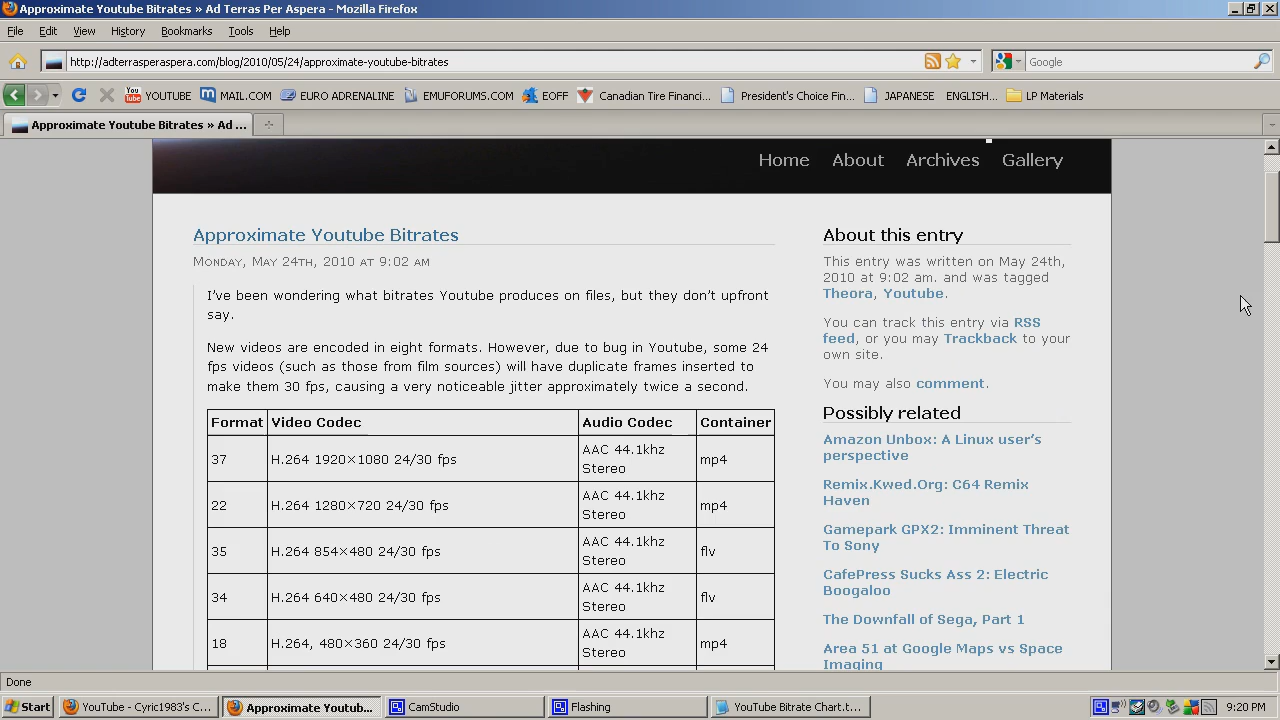 Approximate Youtube Bitrates » Ad Terras Per Aspera - Mozilla Firefox
File Edit View History Bookmarks Tools Help
http://adterrasperaspera.com/blog/2010/05/24/approximate-youtube-bitrates
Google
You Tube YOUTUBE MAIL.COM EURO ADRENALINE EMUFORUMS.COM EOFF Canadian Tire Financi... President's Choice Fin... JAPANESE ENGLISH... LP Materials
Approximate Youtube Bitrates » Ad ...
Home About Archives Gallery
Approximate Youtube Bitrates
Monday, May 24th, 2010 at 9:02 am
I've been wondering what bitrates Youtube produces on files, but they don't upfront
say.
New videos are encoded in eight formats. However, due to bug in Youtube, some 24
fps videos (such as those from film sources) will have duplicate frames inserted to
make them 30 fps, causing a very noticeable jitter approximately twice a second.
Format Video Codec Audio Codec Container
37 H.264 1920×1080 24/30 fps AAC 44.1khz Stereo mp4
22 H.264 1280×720 24/30 fps AAC 44.1khz Stereo mp4
35 H.264 854×480 24/30 fps AAC 44.1khz Stereo flv
34 H.264 640×480 24/30 fps AAC 44.1khz Stereo flv
18 H.264, 480×360 24/30 fps AAC 44.1khz Stereo mp4
About this entry
This entry was written on May 24th,
2010 at 9:02 am. and was tagged
Theora, Youtube.
You can track this entry via RSS
feed, or you may Trackback to your
own site.
You may also comment.
Possibly related
Amazon Unbox: A Linux user's
perspective
Remix.Kwed.Org: C64 Remix
Haven
Gamepark GPX2: Imminent Threat
To Sony
CafePress Sucks Ass 2: Electric
Boogaloo
The Downfall of Sega, Part 1
Area 51 at Google Maps vs Space
Imaging
Done
Start YouTube - Cyric1983's C... Approximate Youtub... CamStudio Flashing YouTube Bitrate Chart.t... 9:20 PM